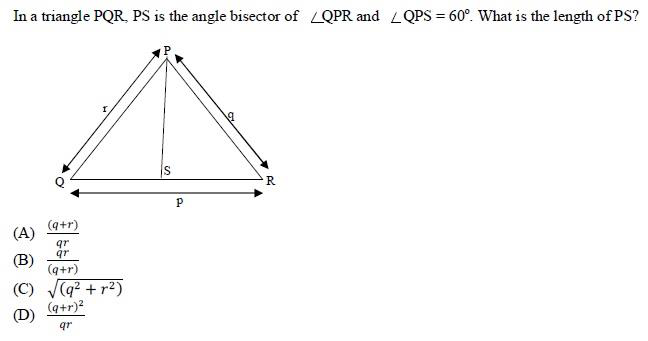 In a triangle PQR, PS is the angle bisector of ∠QPR and ∠QPS = 60°. What is the length of PS?
P
r
q
S
Q
R
p
(A) (q+r)/qr
(B) qr/(q+r)
(C) √(q² + r²)
(D) (q+r)²/qr